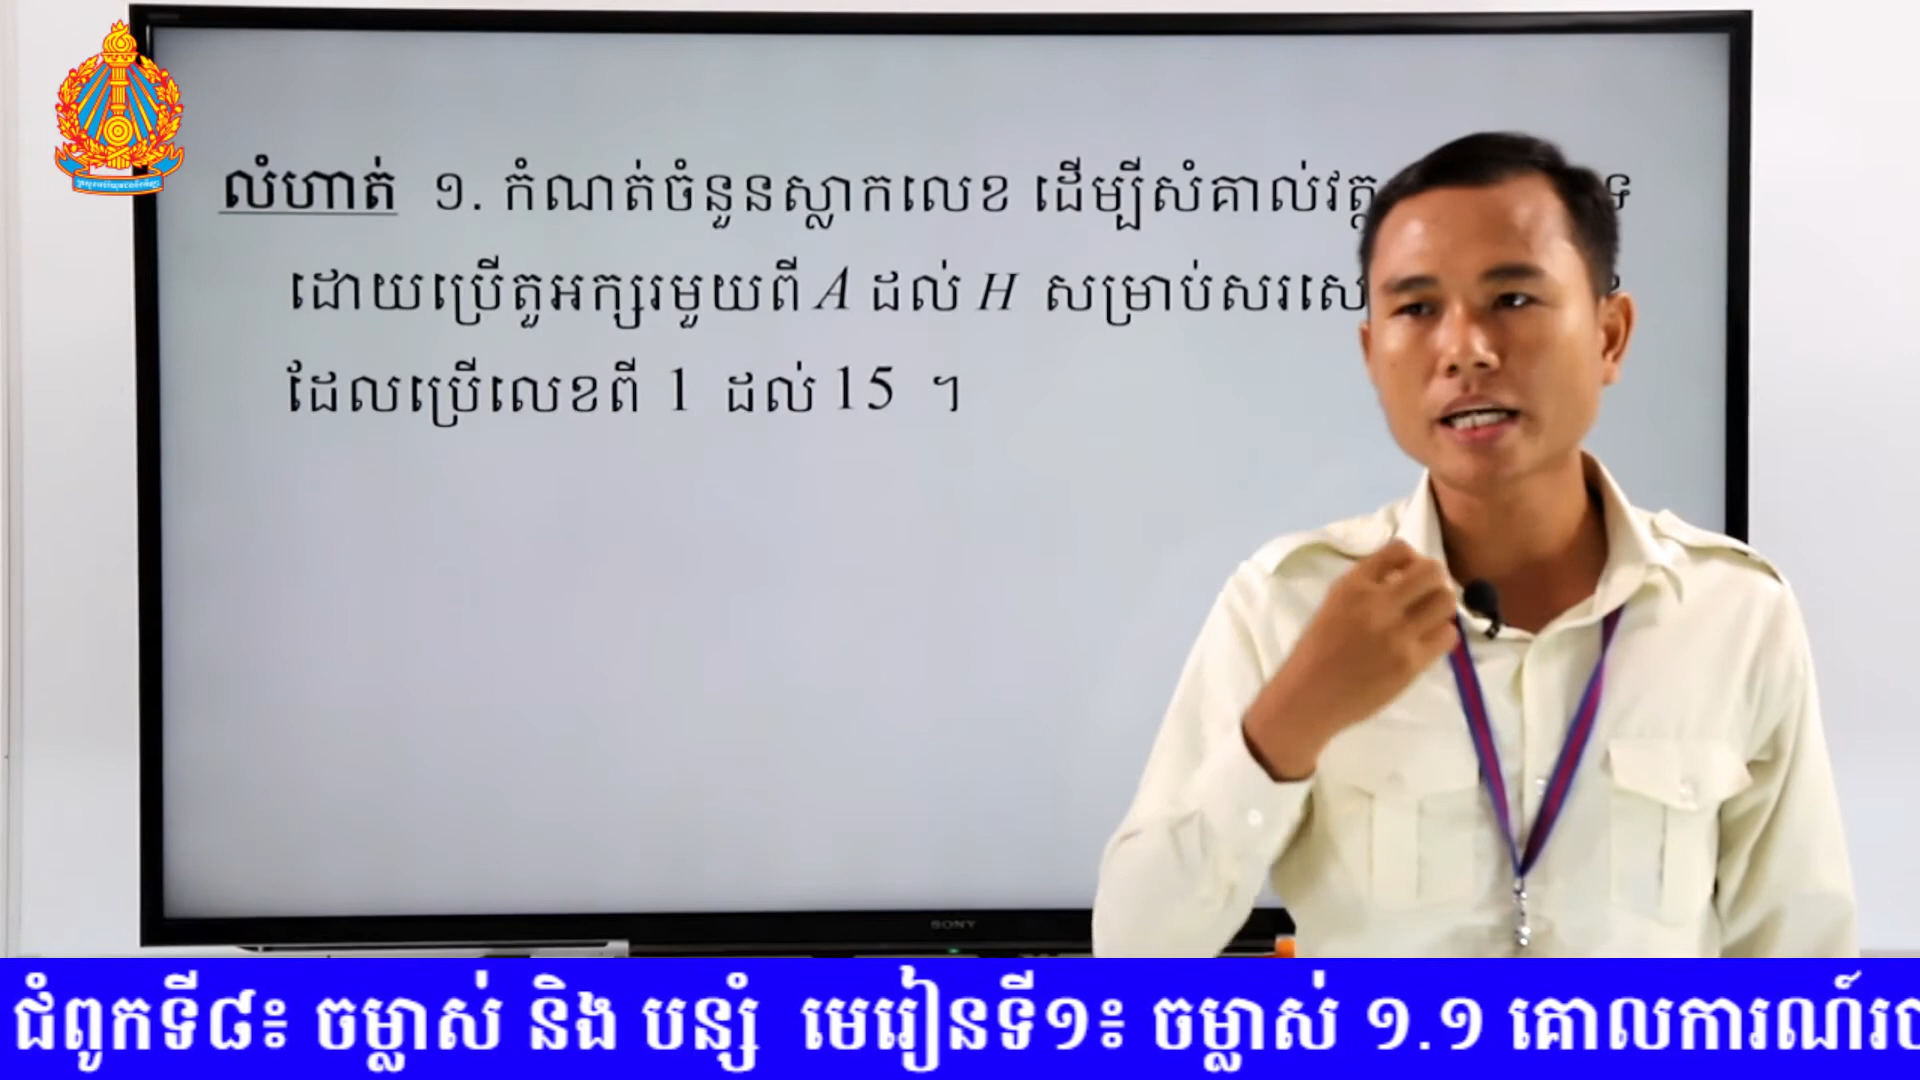 លំហាត់ ១. កំណត់ចំនួនស្លាកលេខ ដើម្បីសំគាល់វត្ត
ដោយប្រើតួអក្សរមួយពី A ដល់ H សម្រាប់សរសេ
ដែលប្រើលេខពី 1 ដល់ 15 ។
SONY
ជំពូកទី៨៖ ចម្លាស់ និង បន្សំ មេរៀនទី១៖ ចម្លាស់ ១.១ គោលការណ៍រប